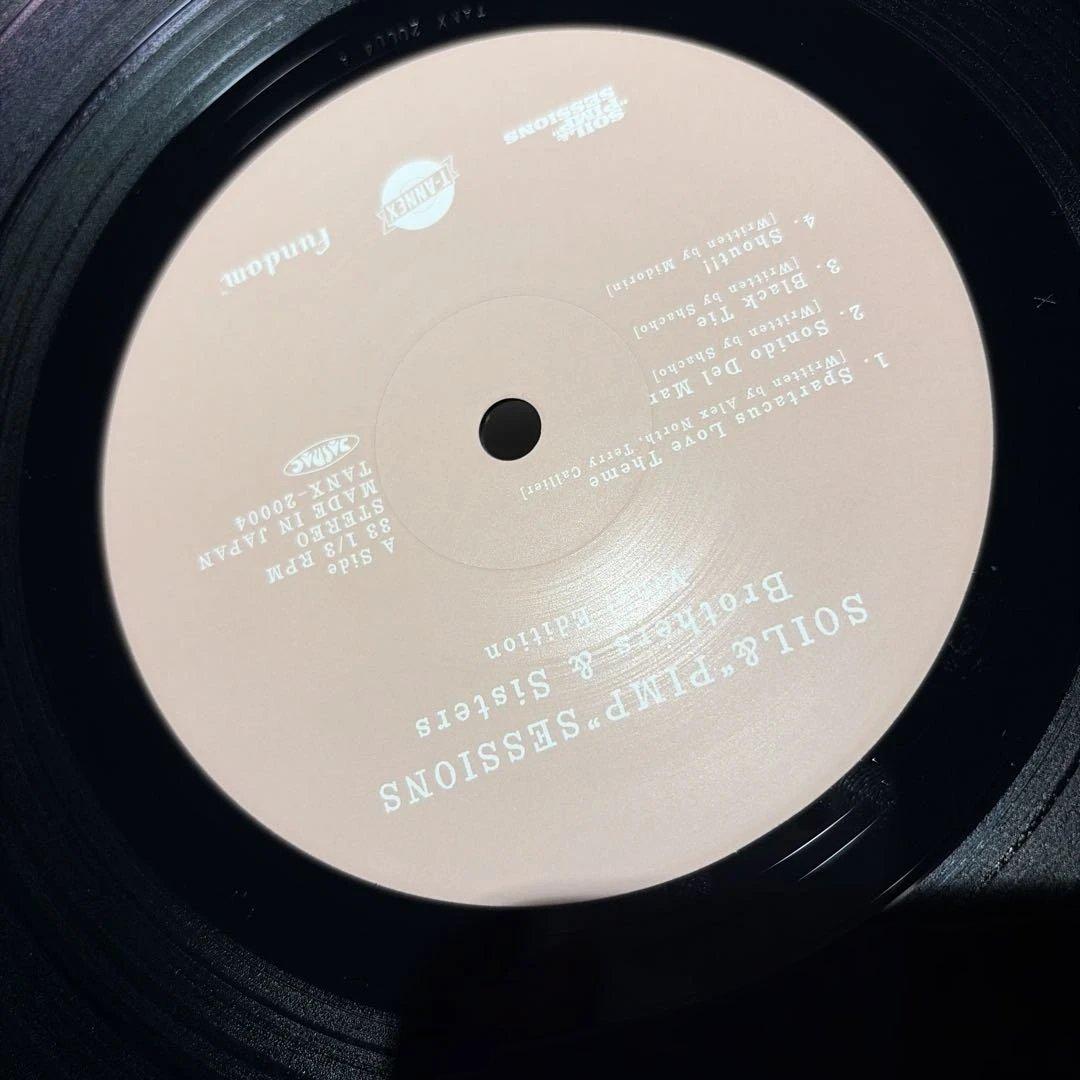 SOIL&"PIMP"SESSIONS
Brothers & Sisters
Edition
A Side
33 1/3 RPM
STEREO
MADE IN JAPAN
TANX-20004
JASRAC
1. Spartacus Love Theme
[Written by Alex North, Terry Callier]
2. Sonido Del Mar
[Written by Shacho]
3. Black Tie
[Written by Shacho]
4. Shout!!
[Written by Midorin]
fundom
T-ANNEX
SOIL&
"PIMP"
SESSIONS
TANX 20004